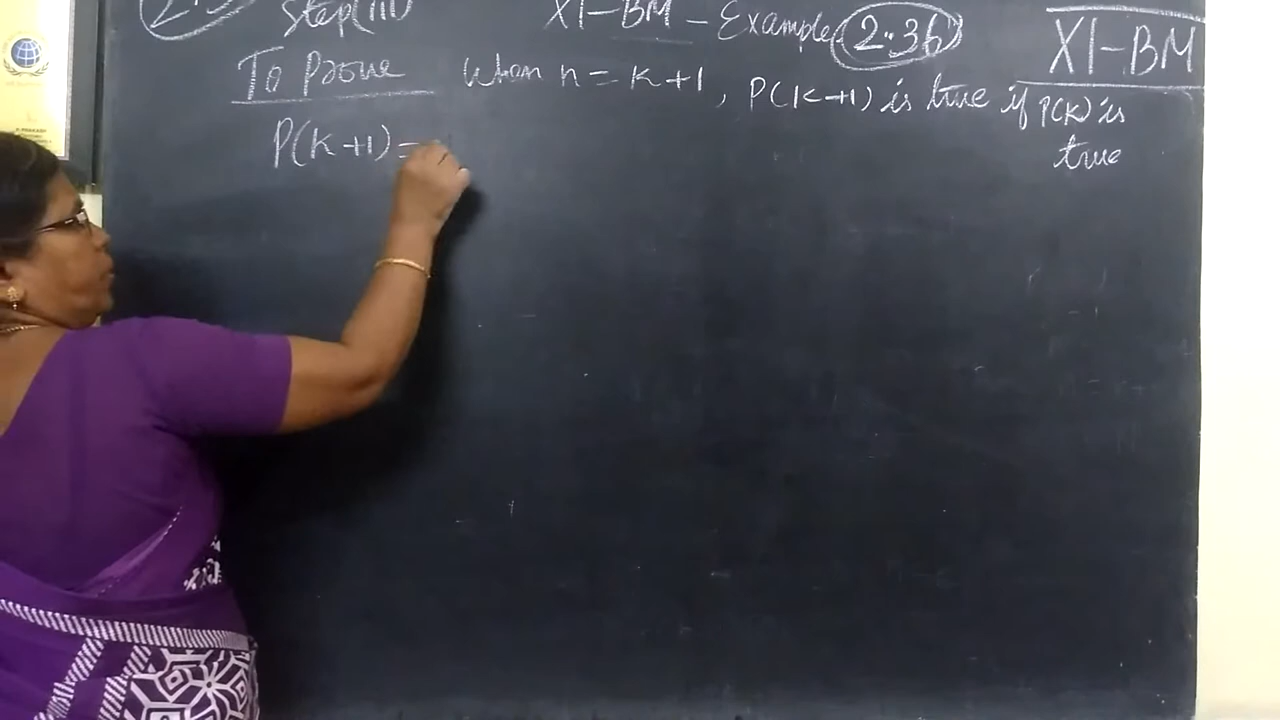 Step(iii)
XI-BM - Example 2.36
XI-BM
To Prove when n = K+1, P(K+1) is true if P(K) is
true
P(K+1) =